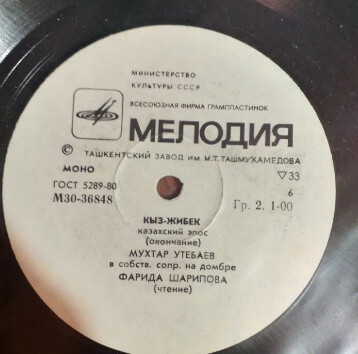 МИНИСТЕРСТВО
КУЛЬТУРЫ СССР
ВСЕСОЮЗНАЯ ФИРМА ГРАМПЛАСТИНОК
МЕЛОДИЯ
© ТАШКЕНТСКИЙ ЗАВОД ИМ. М.Т. ТАШМУХАМЕДОВА
МОНО ▽33
ГОСТ 5289-80 6
М30-36848 Гр. 2. 1-00
КЫЗ-ЖИБЕК
казахский эпос
(окончание)
МУХТАР УТЕБАЕВ
в собств. сопр. на домбре
ФАРИДА ШАРИПОВА
(чтение)